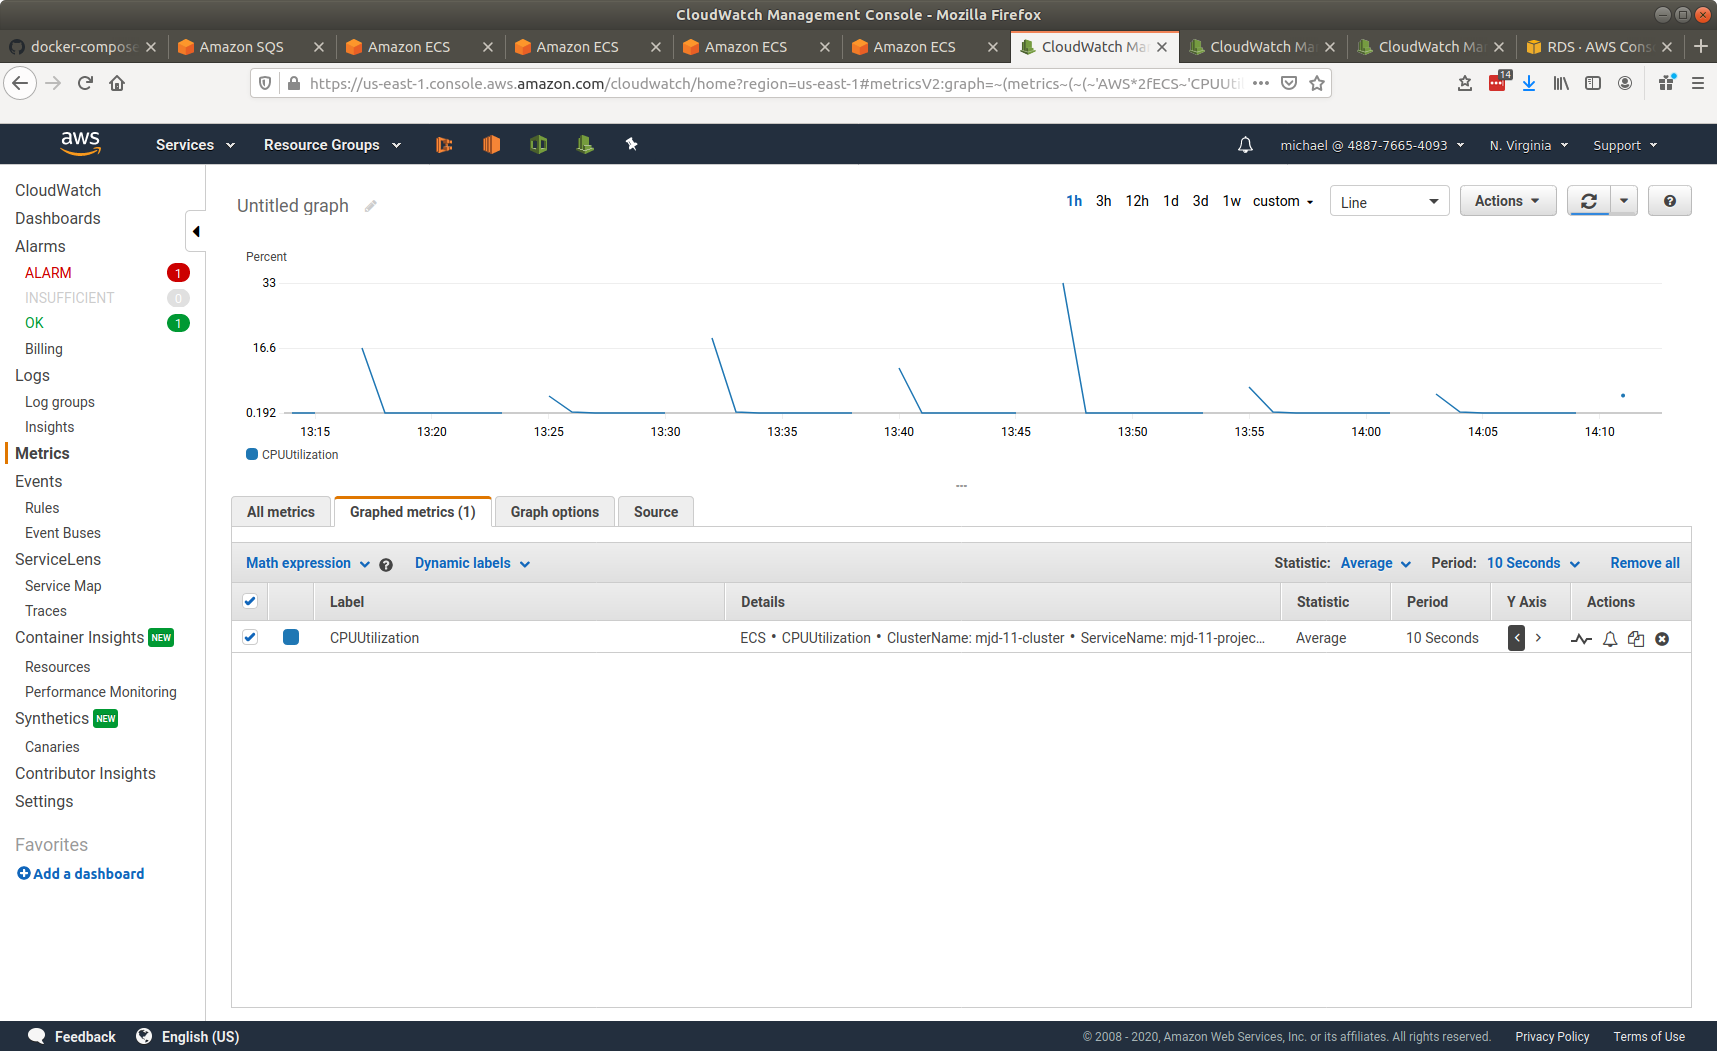 CloudWatch Management Console - Mozilla Firefox
docker-compose
Amazon SQS
Amazon ECS
Amazon ECS
Amazon ECS
Amazon ECS
CloudWatch Ma
CloudWatch Ma
CloudWatch Ma
RDS · AWS Cons
https://us-east-1.console.aws.amazon.com/cloudwatch/home?region=us-east-1#metricsV2:graph=~(metrics~(~(~'AWS*2fECS~'CPUUti
14
aws
Services
Resource Groups
michael @ 4887-7665-4093
N. Virginia
Support
CloudWatch
Dashboards
Alarms
ALARM 1
INSUFFICIENT 0
OK 1
Billing
Logs
Log groups
Insights
Metrics
Events
Rules
Event Buses
ServiceLens
Service Map
Traces
Container Insights NEW
Resources
Performance Monitoring
Synthetics NEW
Canaries
Contributor Insights
Settings
Favorites
Add a dashboard
Untitled graph
1h 3h 12h 1d 3d 1w custom
Line
Actions
Percent
33
16.6
0.192
13:15 13:20 13:25 13:30 13:35 13:40 13:45 13:50 13:55 14:00 14:05 14:10
CPUUtilization
All metrics
Graphed metrics (1)
Graph options
Source
Math expression
Dynamic labels
Statistic: Average
Period: 10 Seconds
Remove all
Label Details Statistic Period Y Axis Actions
CPUUtilization ECS • CPUUtilization • ClusterName: mjd-11-cluster • ServiceName: mjd-11-projec... Average 10 Seconds
Feedback
English (US)
© 2008 - 2020, Amazon Web Services, Inc. or its affiliates. All rights reserved.
Privacy Policy
Terms of Use